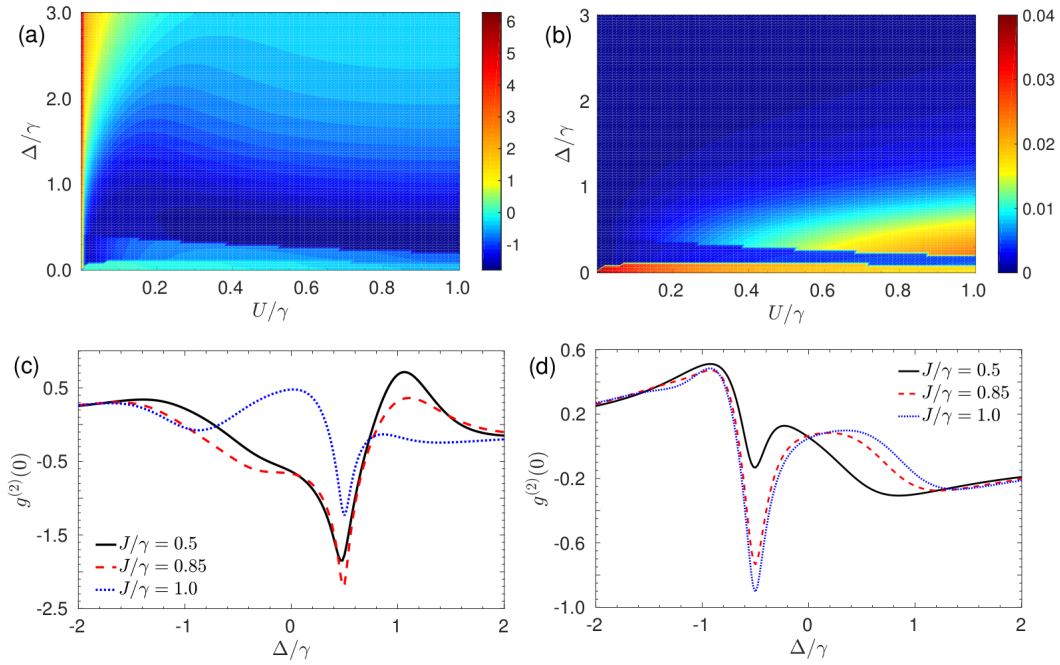 (a)
3.0
2.0
1.0
0.0
Δ/γ
0.2 0.4 0.6 0.8 1.0
U/γ
6
5
4
3
2
1
0
-1
(b)
3
2
1
0
Δ/γ
0.2 0.4 0.6 0.8 1.0
U/γ
0.04
0.03
0.02
0.01
0
(c)
0.5
-0.5
-1.5
-2.5
g⁽²⁾(0)
J/γ = 0.5
J/γ = 0.85
J/γ = 1.0
-2 -1 0 1 2
Δ/γ
(d)
0.6
0.2
-0.2
-0.6
-1.0
g⁽²⁾(0)
J/γ = 0.5
J/γ = 0.85
J/γ = 1.0
-2 -1 0 1 2
Δ/γ